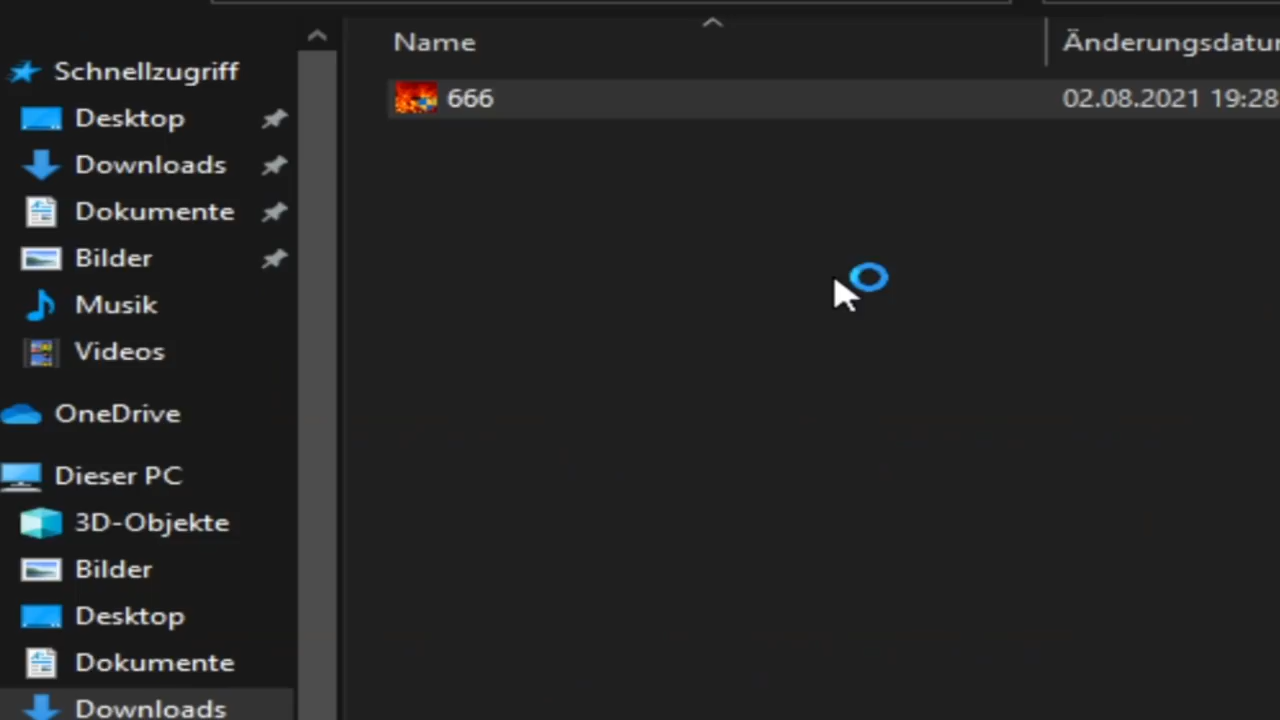 Name
Änderungsdatu
Schnellzugriff
666
02.08.2021 19:28
Desktop
Downloads
Dokumente
Bilder
Musik
Videos
OneDrive
Dieser PC
3D-Objekte
Bilder
Desktop
Dokumente
Downloads